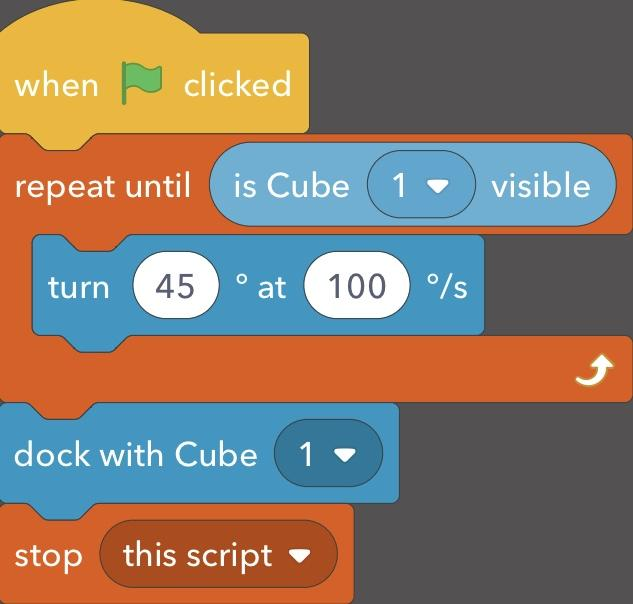 when clicked
repeat until is Cube 1 visible
turn 45 ° at 100 °/s
dock with Cube 1
stop this script